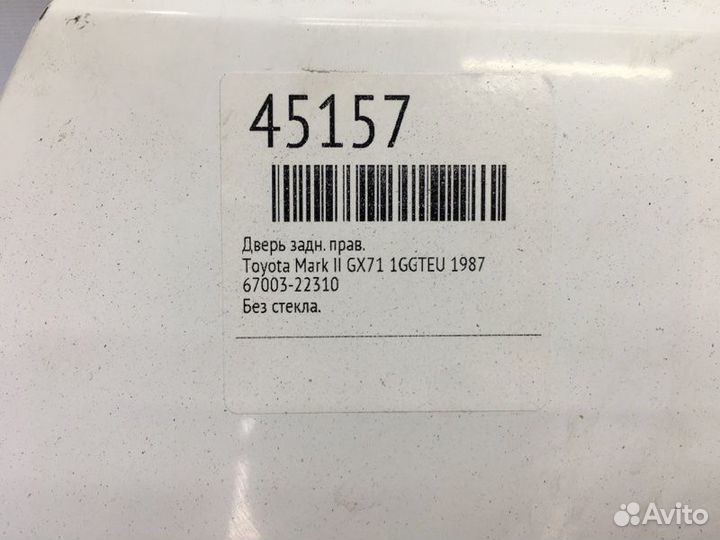 45157
Дверь задн. прав.
Toyota Mark II GX71 1GGTEU 1987
67003-22310
Без стекла.
Avito